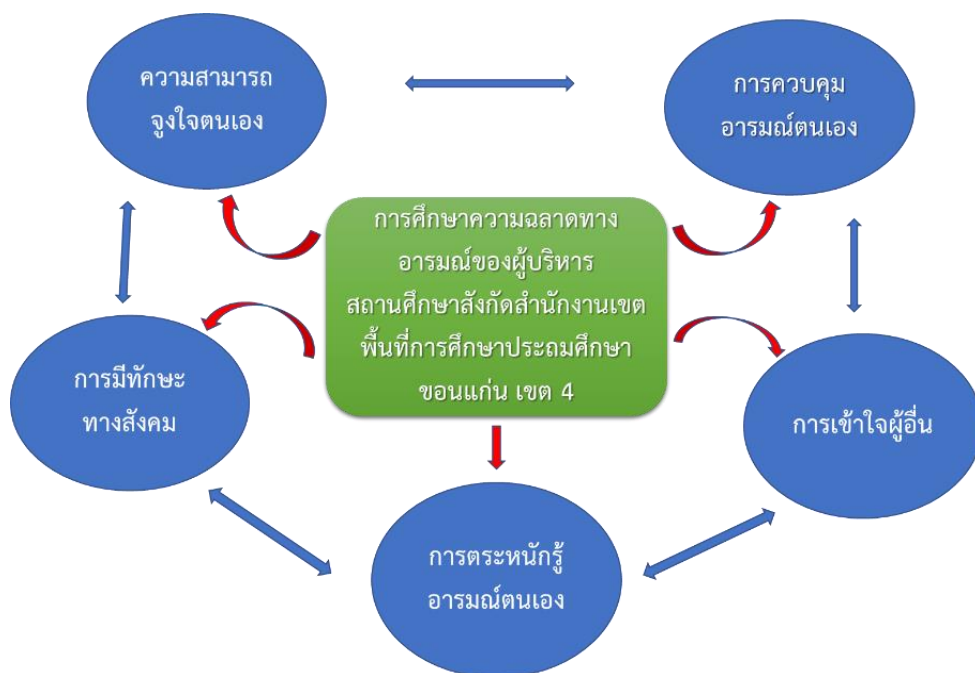 ความสามารถ
จูงใจตนเอง
การควบคุม
อารมณ์ตนเอง
การศึกษาความฉลาดทาง
อารมณ์ของผู้บริหาร
สถานศึกษาสังกัดสำนักงานเขต
พื้นที่การศึกษาประถมศึกษา
ขอนแก่น เขต 4
การมีทักษะ
ทางสังคม
การเข้าใจผู้อื่น
การตระหนักรู้
อารมณ์ตนเอง